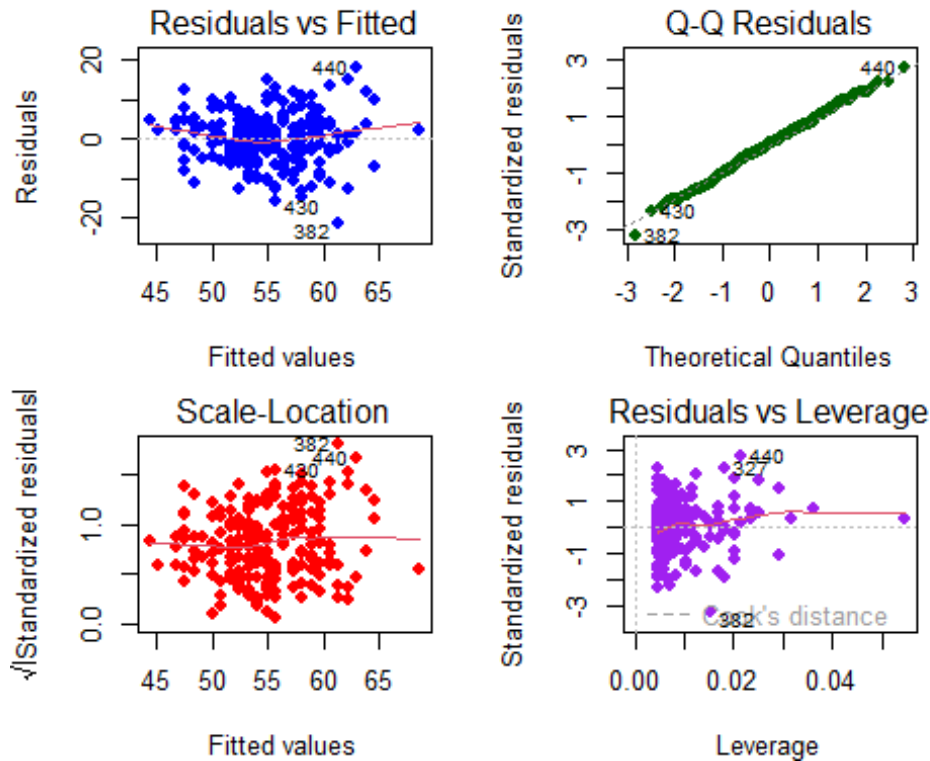 Residuals vs Fitted
Residuals
20
0
-20
440
430
382
45 50 55 60 65
Fitted values
Q-Q Residuals
Standardized residuals
3
1
-1
-3
440
430
382
-3 -2 -1 0 1 2 3
Theoretical Quantiles
Scale-Location
√|Standardized residuals|
1.0
0.0
382
440
430
45 50 55 60 65
Fitted values
Residuals vs Leverage
Standardized residuals
3
1
-1
-3
440
327
382
Cook's distance
0.00 0.02 0.04
Leverage